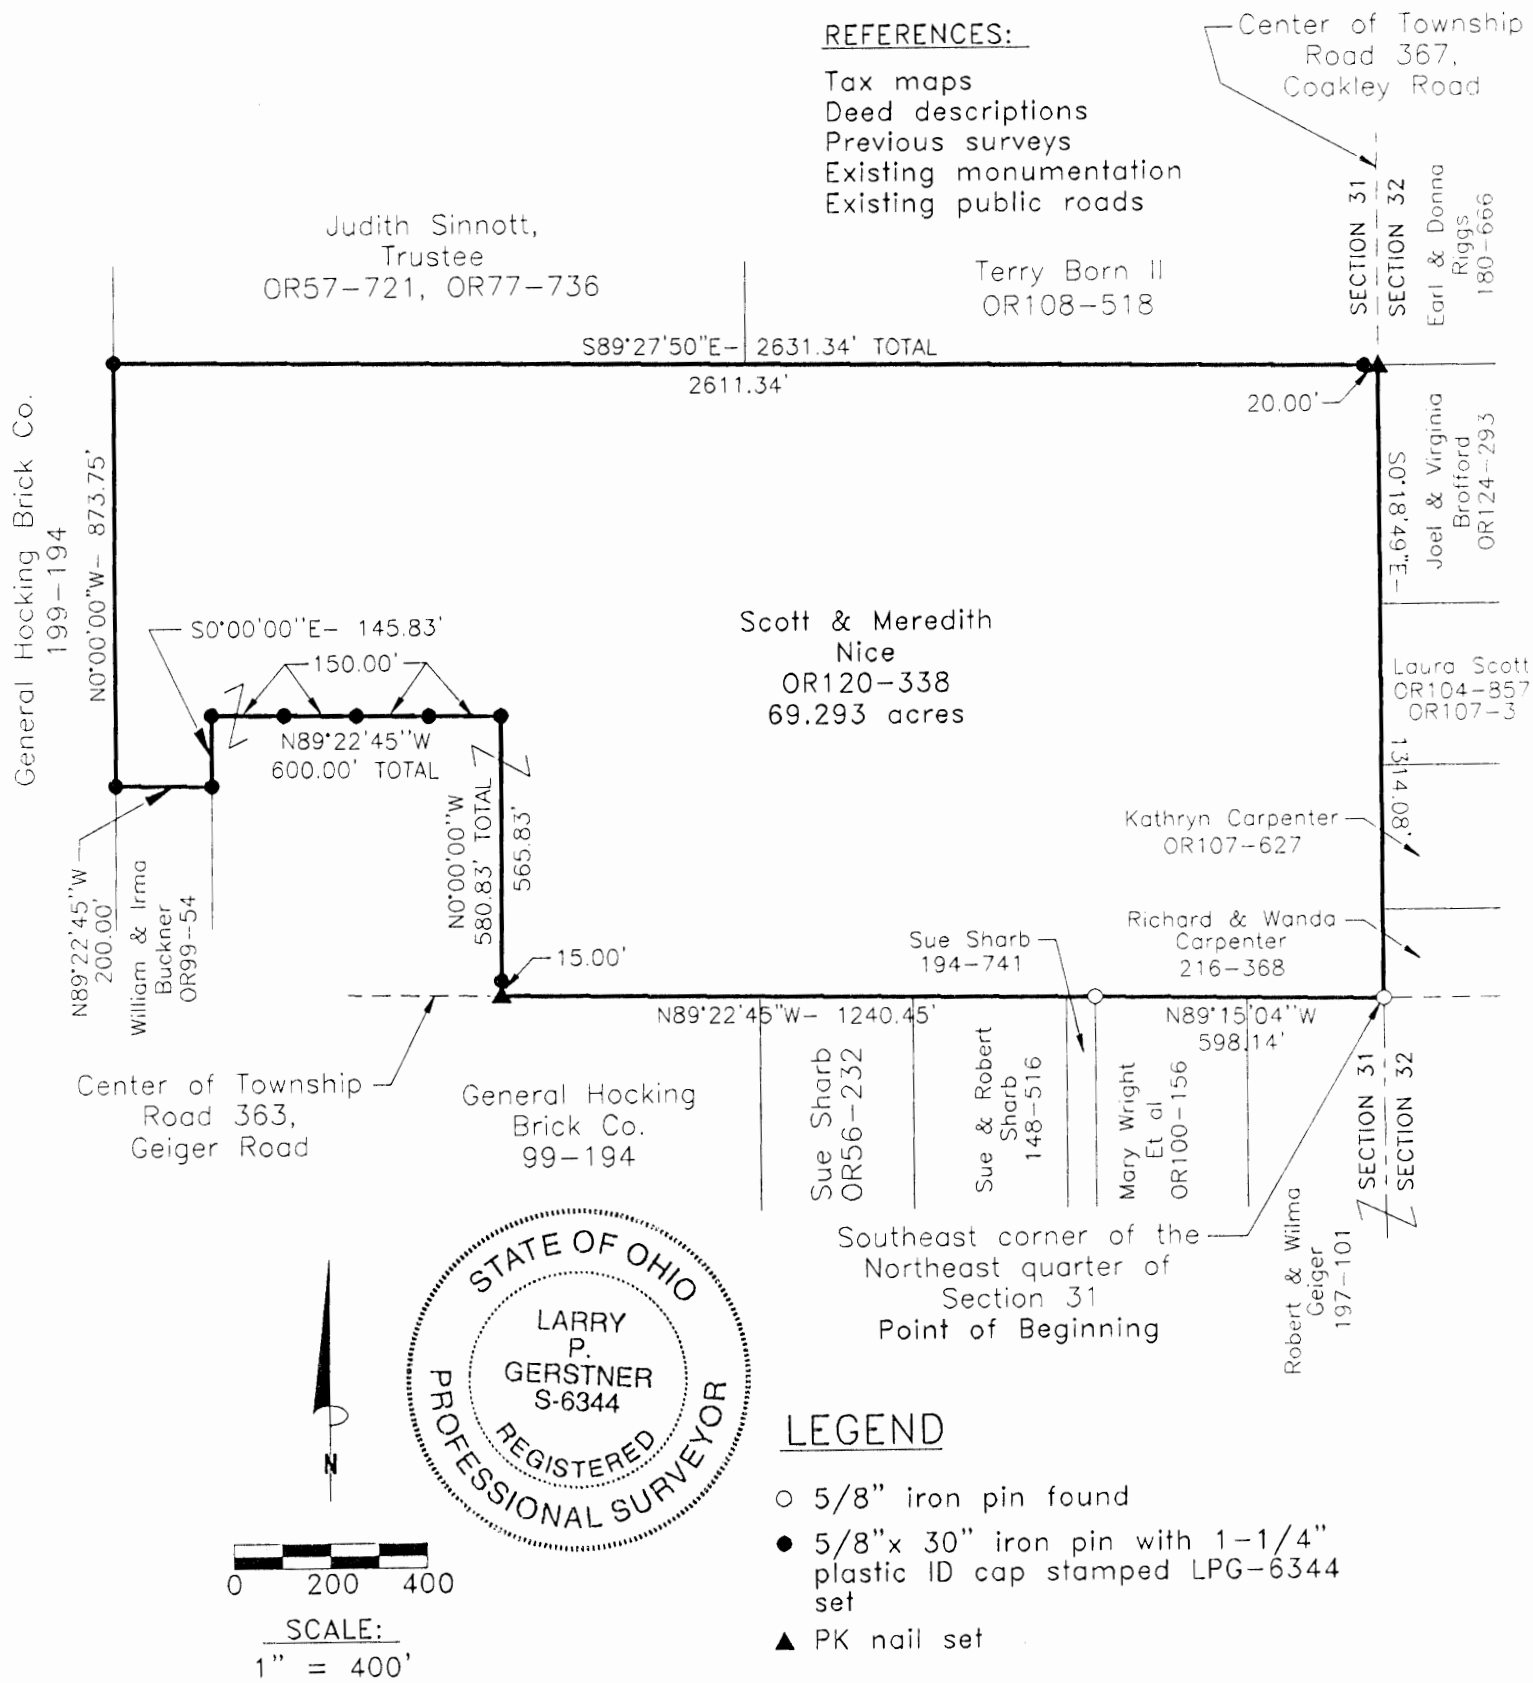 REFERENCES:
Tax maps
Deed descriptions
Previous surveys
Existing monumentation
Existing public roads
Center of Township
Road 367,
Coakley Road
SECTION 31
SECTION 32
Earl & Donna
Riggs
180-666
Judith Sinnott,
Trustee
OR57-721, OR77-736
Terry Born II
OR108-518
S89°27'50"E- 2631.34' TOTAL
2611.34'
20.00'
General Hocking Brick Co.
199-194
N0°00'00"W- 873.75'
S0°18'49"E- 1314.08'
Joel & Virginia
Brofford
OR124-293
S0°00'00"E- 145.83'
150.00'
N89°22'45"W
600.00' TOTAL
Scott & Meredith
Nice
OR120-338
69.293 acres
Laura Scott
OR104-857
OR107-3
N0°00'00"W
580.83' TOTAL
565.83'
Kathryn Carpenter
OR107-627
N89°22'45"W
200.00'
William & Irma
Buckner
OR99-54
15.00'
Sue Sharb
194-741
Richard & Wanda
Carpenter
216-368
N89°22'45"W- 1240.45'
N89°15'04"W
598.14'
Center of Township
Road 363,
Geiger Road
General Hocking
Brick Co.
99-194
Sue Sharb
OR56-232
Sue & Robert
Sharb
148-516
Mary Wright
Et al
OR100-156
SECTION 31
SECTION 32
Southeast corner of the
Northeast quarter of
Section 31
Point of Beginning
Robert & Wilma
Geiger
197-101
STATE OF OHIO
LARRY
P.
GERSTNER
S-6344
REGISTERED
PROFESSIONAL SURVEYOR
N
0 200 400
SCALE:
1" = 400'
LEGEND
5/8" iron pin found
5/8"x 30" iron pin with 1-1/4"
plastic ID cap stamped LPG-6344
set
PK nail set